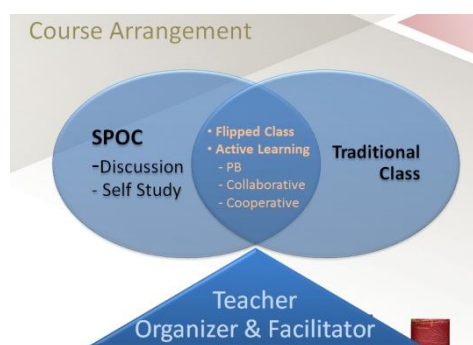 Course Arrangement
SPOC
-Discussion
- Self Study
• Flipped Class
• Active Learning
- PB
- Collaborative
- Cooperative
Traditional
Class
Teacher
Organizer & Facilitator